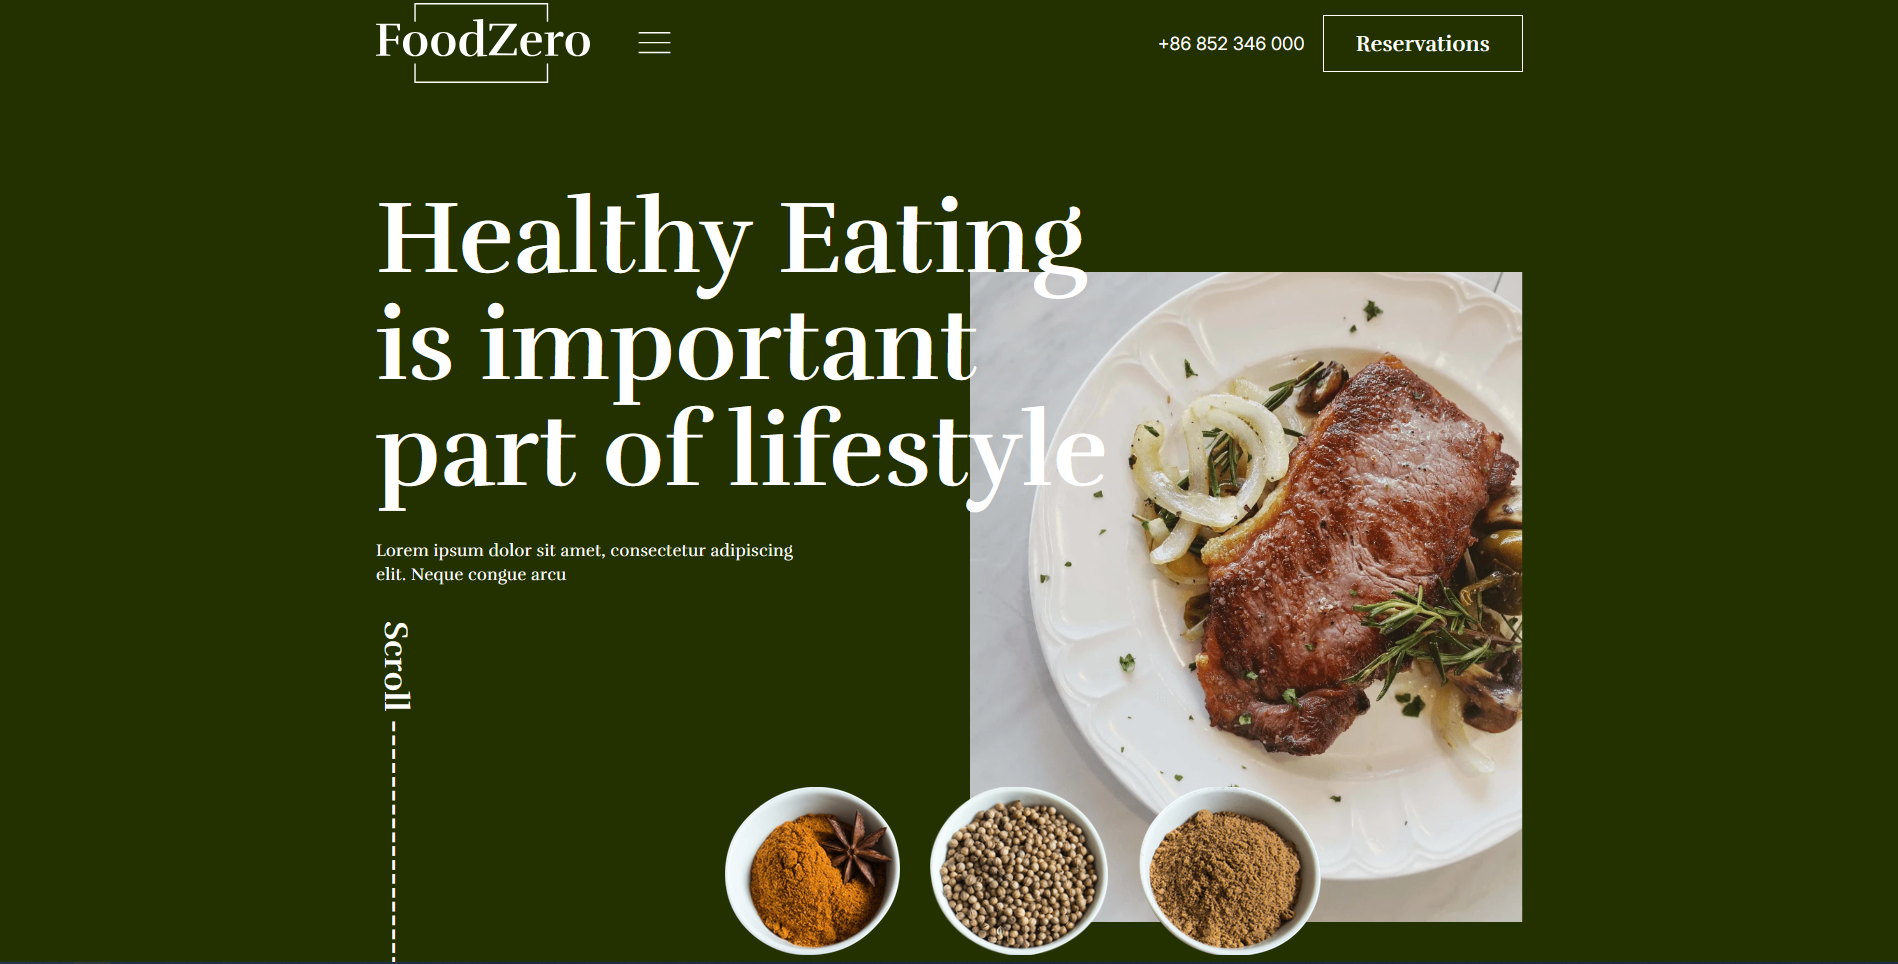 FoodZero
+86 852 346 000
Reservations
Healthy Eating
is important
part of lifestyle
Lorem ipsum dolor sit amet, consectetur adipiscing
elit. Neque congue arcu
Scroll